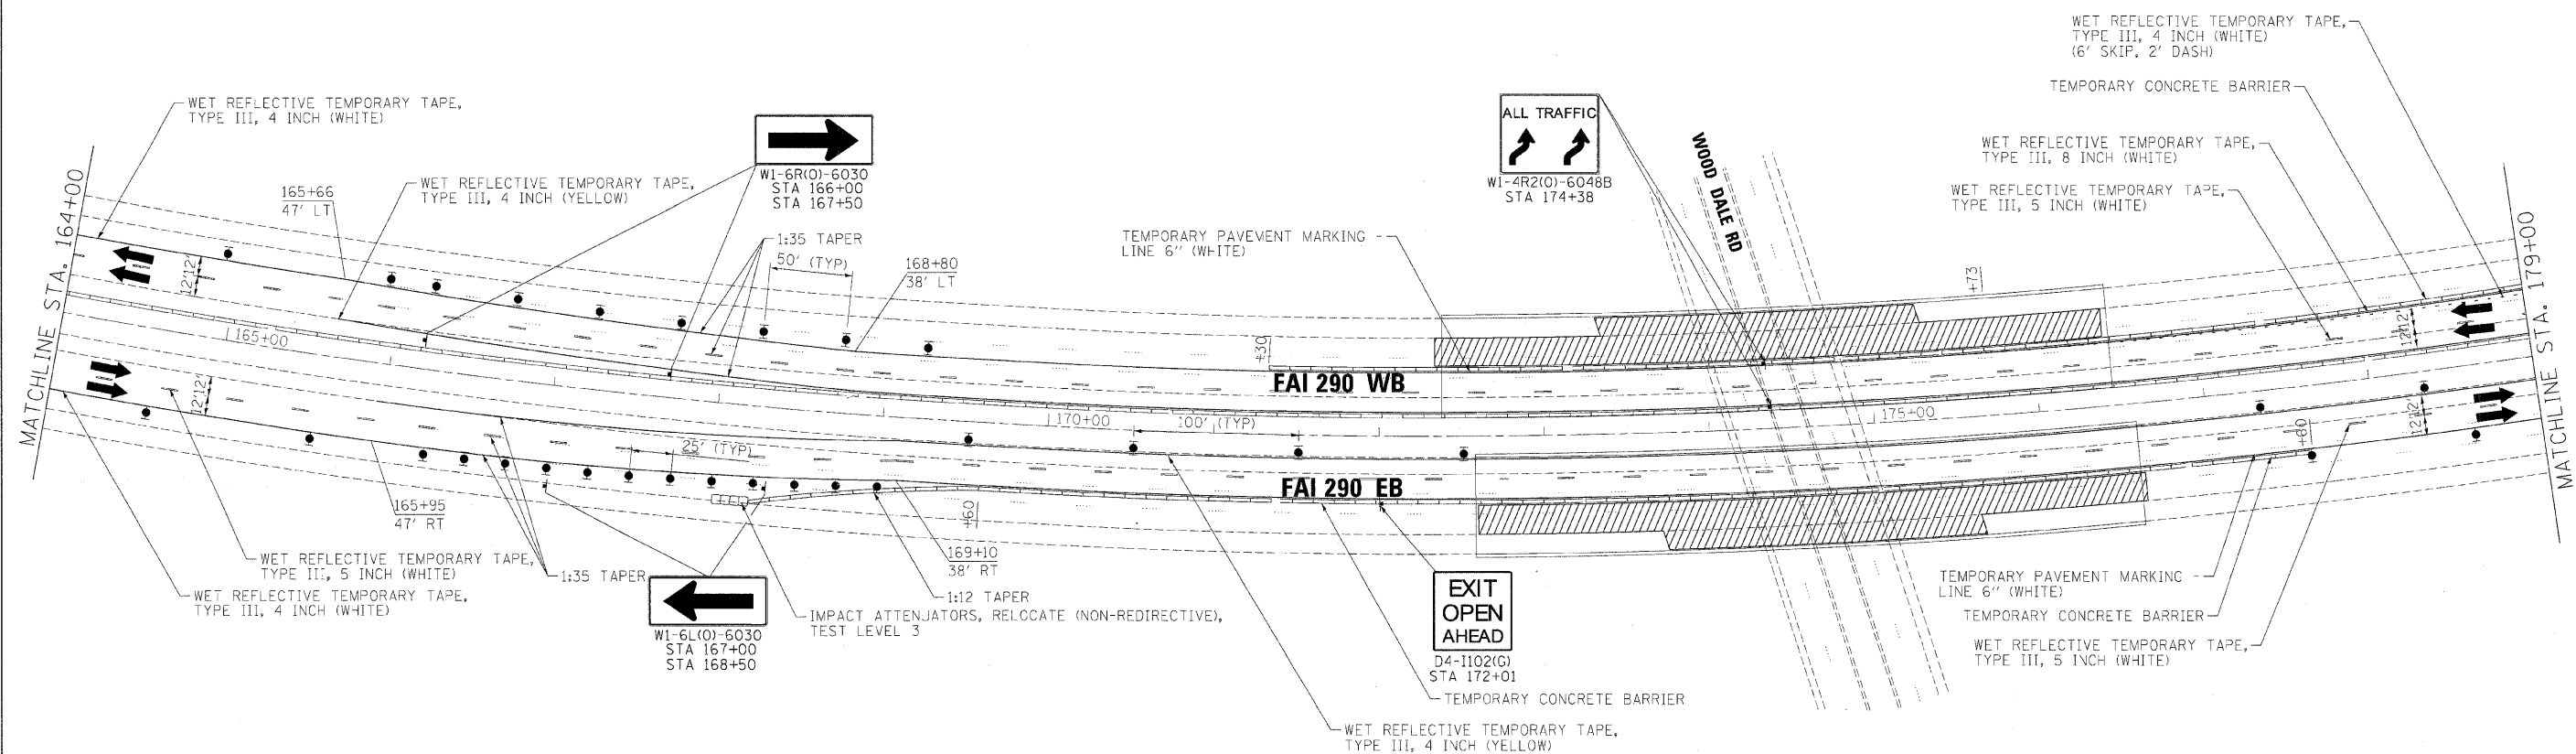 WET REFLECTIVE TEMPORARY TAPE,
TYPE III, 4 INCH (WHITE)
(6' SKIP, 2' DASH)
TEMPORARY CONCRETE BARRIER
WET REFLECTIVE TEMPORARY TAPE,
TYPE III, 8 INCH (WHITE)
WET REFLECTIVE TEMPORARY TAPE,
TYPE III, 5 INCH (WHITE)
WET REFLECTIVE TEMPORARY TAPE,
TYPE III, 4 INCH (WHITE)
165+66
47' LT
WET REFLECTIVE TEMPORARY TAPE,
TYPE III, 4 INCH (YELLOW)
W1-6R(O)-6030
STA 166+00
STA 167+50
1:35 TAPER
50' (TYP)
168+80
38' LT
TEMPORARY PAVEMENT MARKING
LINE 6" (WHITE)
ALL TRAFFIC
W1-4R2(O)-6048B
STA 174+38
WOOD DALE RD
+73
+30
MATCHLINE STA. 164+00
MATCHLINE STA. 179+00
12' 12'
12' 12'
12' 12'
12' 12'
165+00
170+00
175+00
FAI 290 WB
FAI 290 EB
100' (TYP)
25' (TYP)
+80
+60
165+95
47' RT
169+10
38' RT
WET REFLECTIVE TEMPORARY TAPE,
TYPE III, 5 INCH (WHITE)
WET REFLECTIVE TEMPORARY TAPE,
TYPE III, 4 INCH (WHITE)
1:35 TAPER
W1-6L(O)-6030
STA 167+00
STA 168+50
1:12 TAPER
IMPACT ATTENUATORS, RELOCATE (NON-REDIRECTIVE),
TEST LEVEL 3
EXIT
OPEN
AHEAD
D4-I102(G)
STA 172+01
TEMPORARY CONCRETE BARRIER
WET REFLECTIVE TEMPORARY TAPE,
TYPE III, 4 INCH (YELLOW)
TEMPORARY PAVEMENT MARKING
LINE 6" (WHITE)
TEMPORARY CONCRETE BARRIER
WET REFLECTIVE TEMPORARY TAPE,
TYPE III, 5 INCH (WHITE)